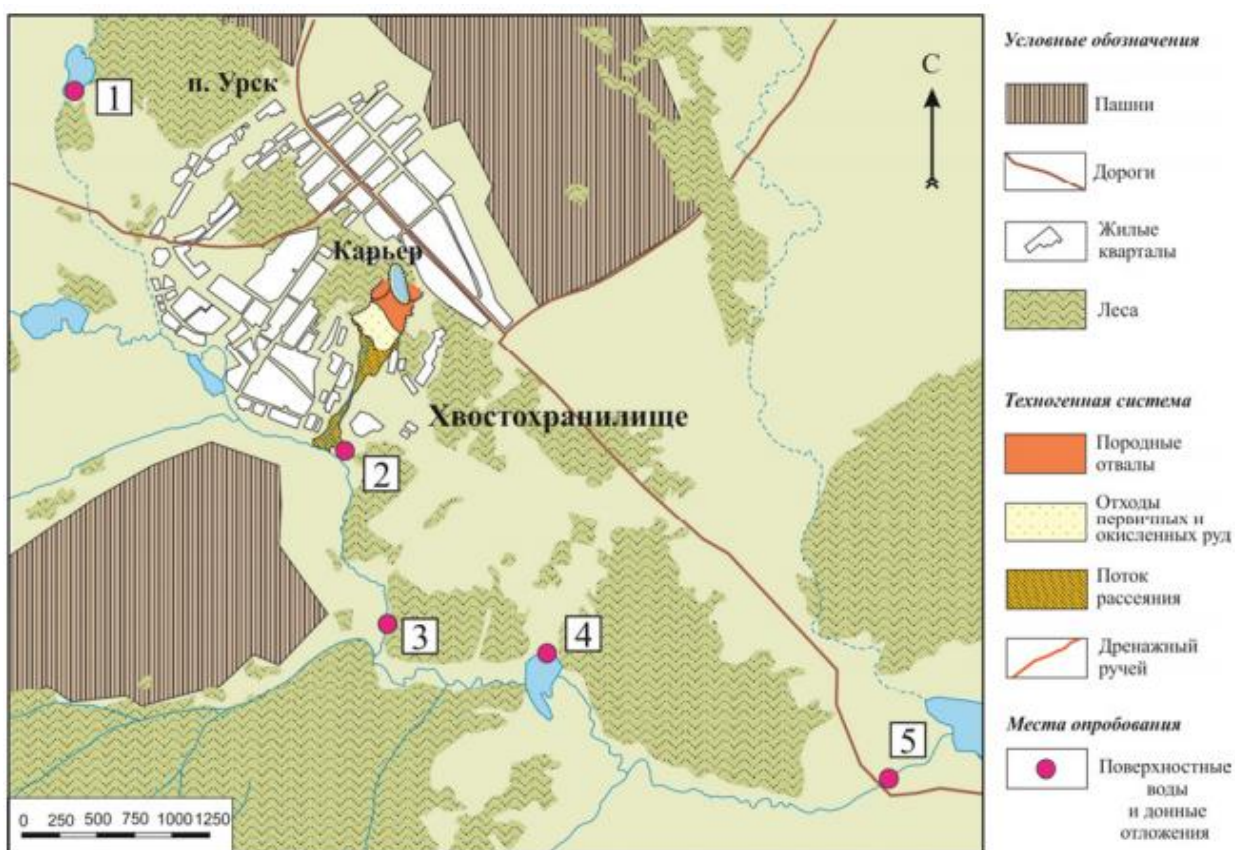 п. Урск
1
С
Карьер
Хвостохранилище
2
3
4
5
0 250 500 750 1000 1250
Условные обозначения
Пашни
Дороги
Жилые
кварталы
Леса
Техногенная система
Породные
отвалы
Отходы
первичных и
окисленных руд
Поток
рассеяния
Дренажный
ручей
Места опробования
Поверхностные
воды
и донные
отложения